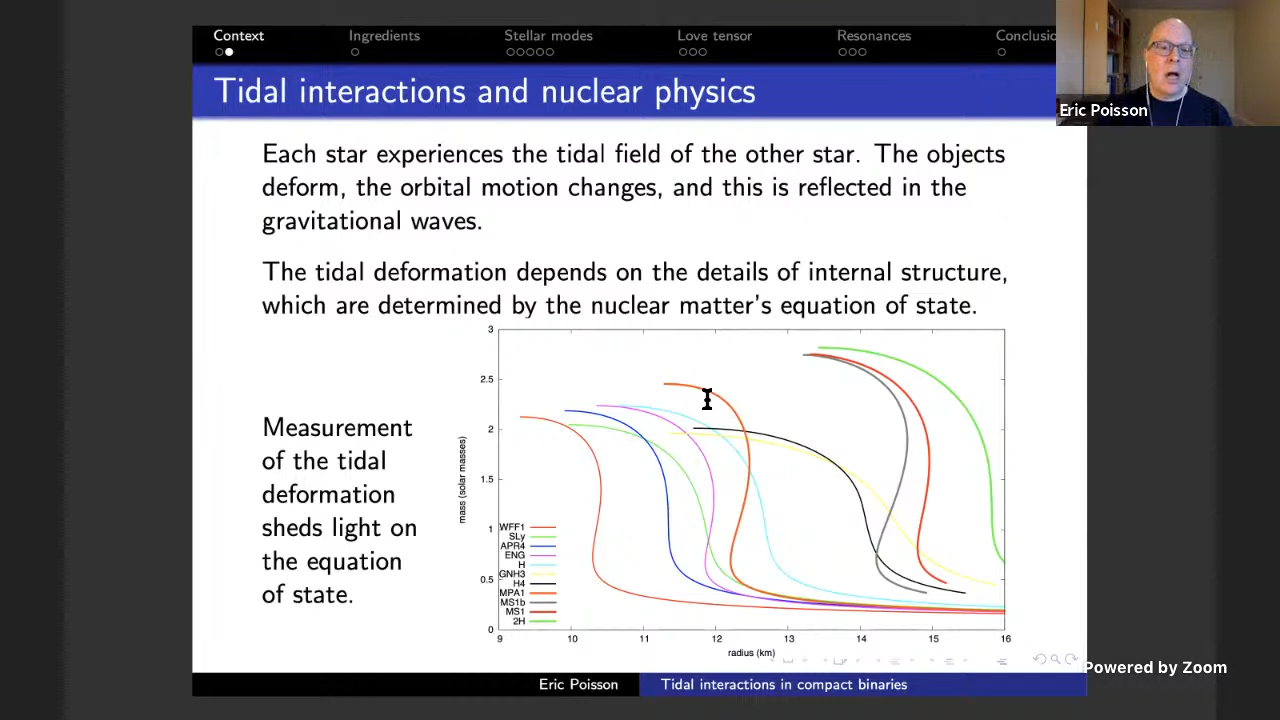 Context Ingredients Stellar modes Love tensor Resonances Conclusio
Tidal interactions and nuclear physics
Eric Poisson
Each star experiences the tidal field of the other star. The objects
deform, the orbital motion changes, and this is reflected in the
gravitational waves.
The tidal deformation depends on the details of internal structure,
which are determined by the nuclear matter's equation of state.
Measurement
of the tidal
deformation
sheds light on
the equation
of state.
3
2.5
2
1.5
1
0.5
0
mass (solar masses)
WFF1
SLy
APR4
ENG
H
GNH3
H4
MPA1
MS1b
MS1
2H
9 10 11 12 13 14 15 16
radius (km)
Powered by Zoom
Eric Poisson Tidal interactions in compact binaries